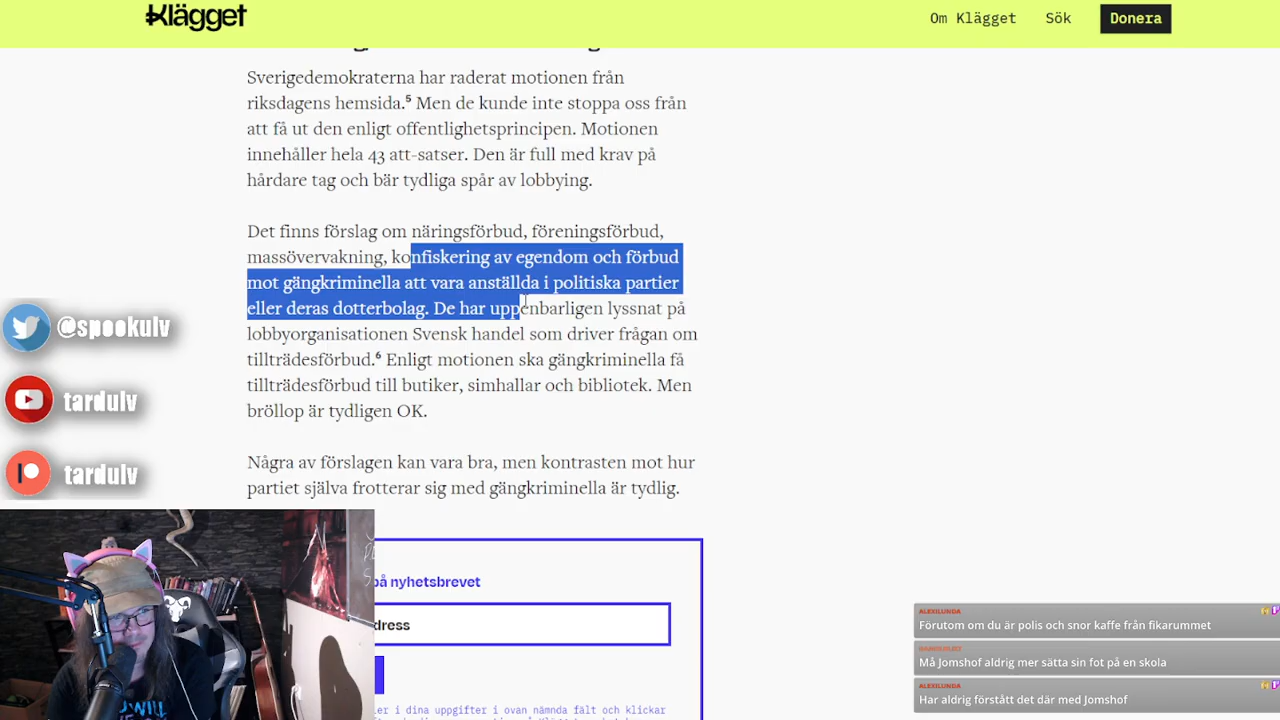 Klägget
Om Klägget Sök Donera
Sverigedemokraterna har raderat motionen från
riksdagens hemsida.⁵ Men de kunde inte stoppa oss från
att få ut den enligt offentlighetsprincipen. Motionen
innehåller hela 43 att-satser. Den är full med krav på
hårdare tag och bär tydliga spår av lobbying.
Det finns förslag om näringsförbud, föreningsförbud,
massövervakning, konfiskering av egendom och förbud
mot gängkriminella att vara anställda i politiska partier
eller deras dotterbolag. De har uppenbarligen lyssnat på
lobbyorganisationen Svensk handel som driver frågan om
tillträdesförbud.⁶ Enligt motionen ska gängkriminella få
tillträdesförbud till butiker, simhallar och bibliotek. Men
bröllop är tydligen OK.
Några av förslagen kan vara bra, men kontrasten mot hur
partiet själva frotterar sig med gängkriminella är tydlig.
@spookulv
tardulv
tardulv
på nyhetsbrevet
dress
ler i dina uppgifter i ovan nämnda fält och klickar
ALEXILUNDA
Förutom om du är polis och snor kaffe från fikarummet
Må Jomshof aldrig mer sätta sin fot på en skola
ALEXILUNDA
Har aldrig förstått det där med Jomshof